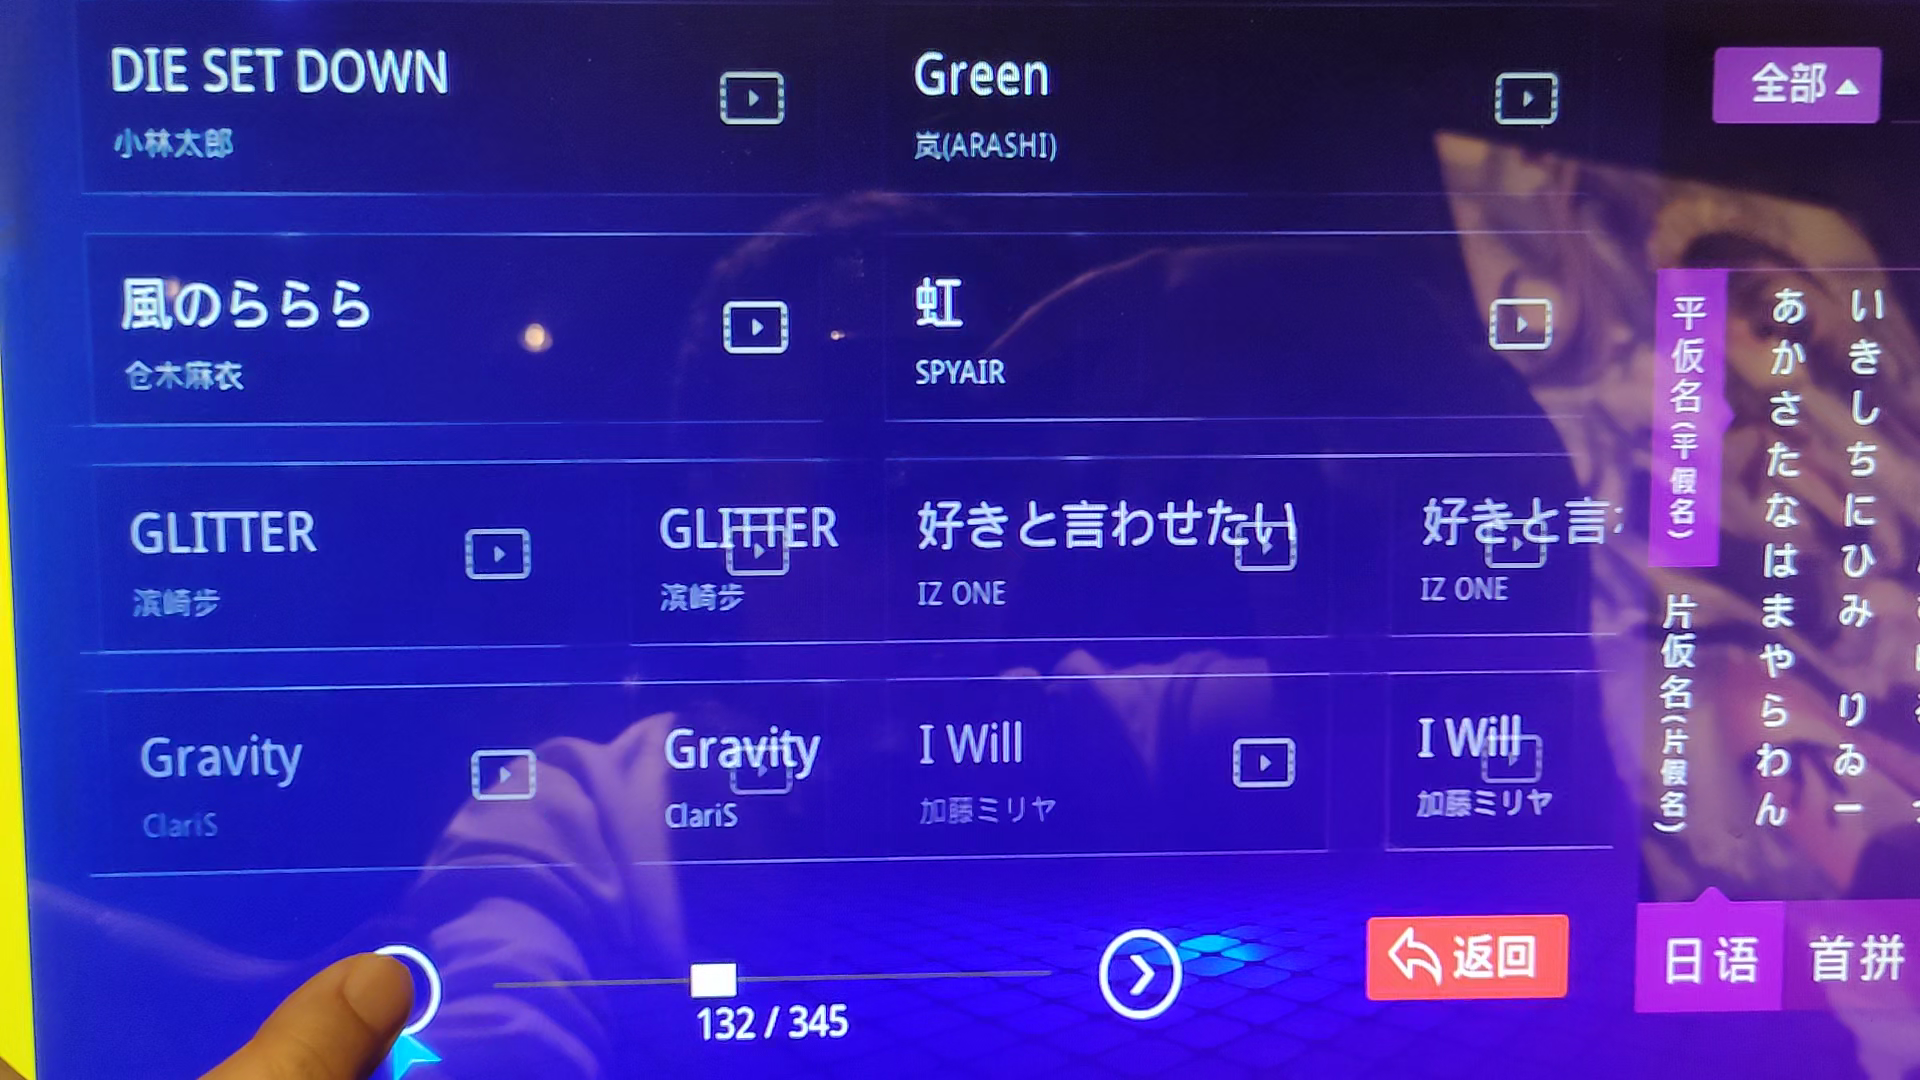 DIE SET DOWN
小林太郎
Green
岚(ARASHI)
全部
風のららら
仓木麻衣
虹
SPYAIR
GLITTER
滨崎步
GLITTER
滨崎步
好きと言わせたい
IZ ONE
好きと言
IZ ONE
Gravity
ClariS
Gravity
ClariS
I Will
加藤ミリヤ
I Will
加藤ミリヤ
132 / 345
返回
平仮名(平假名)
片仮名(片假名)
あかさたなはまやらわん
いきしちにひみ りゐー
日语
首拼